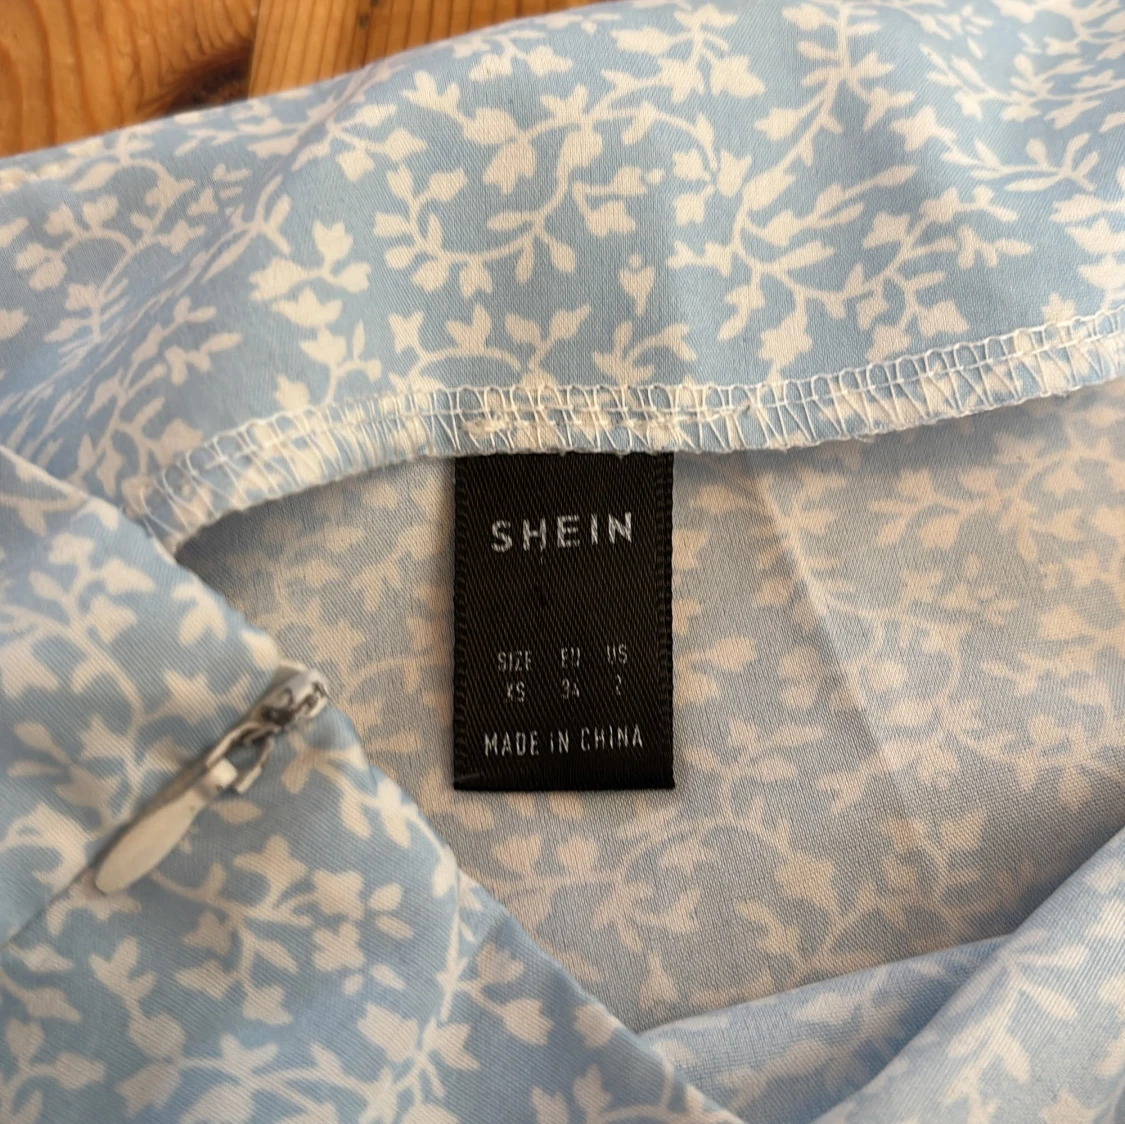 SHEIN
SIZE EU US
XS 34 2
MADE IN CHINA